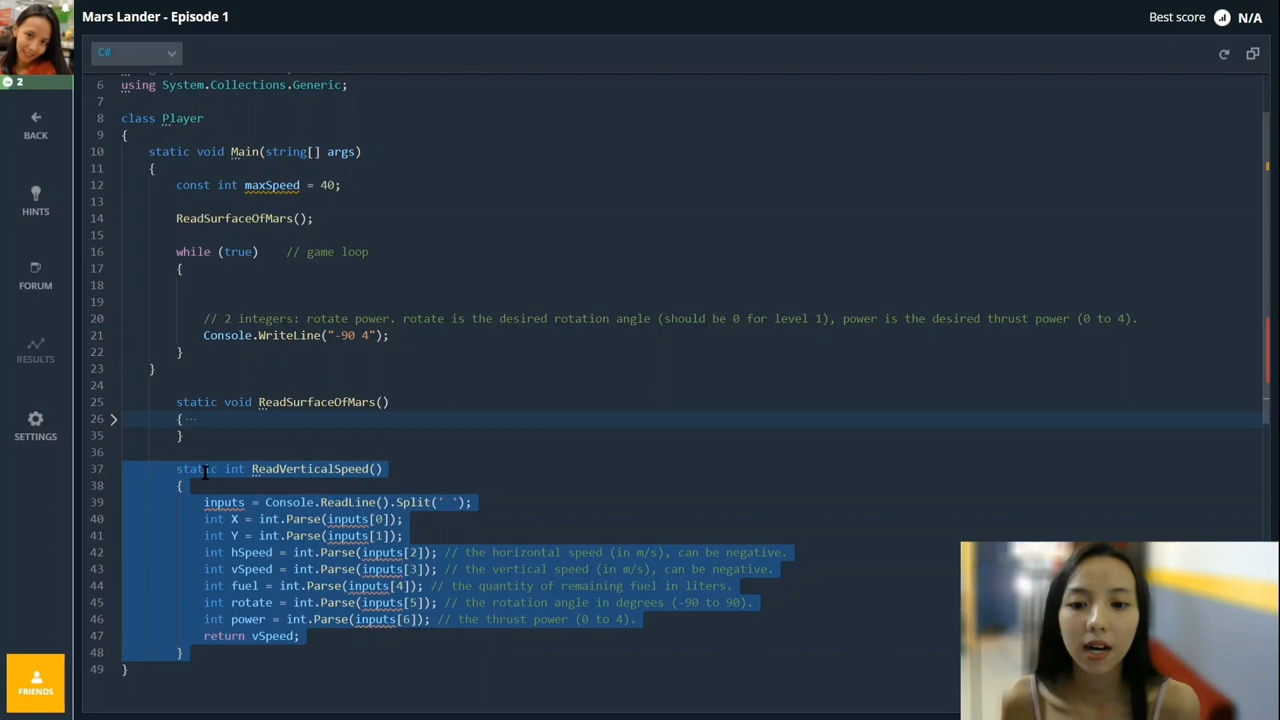 Mars Lander - Episode 1
Best score N/A
C#
2
BACK
HINTS
FORUM
RESULTS
SETTINGS
FRIENDS
6 using System.Collections.Generic;
7
8 class Player
9 {
10 static void Main(string[] args)
11 {
12 const int maxSpeed = 40;
13
14 ReadSurfaceOfMars();
15
16 while (true) // game loop
17 {
18
19
20 // 2 integers: rotate power. rotate is the desired rotation angle (should be 0 for level 1), power is the desired thrust power (0 to 4).
21 Console.WriteLine("-90 4");
22 }
23 }
24
25 static void ReadSurfaceOfMars()
26 { ···
35 }
36
37 static int ReadVerticalSpeed()
38 {
39 inputs = Console.ReadLine().Split(' ');
40 int X = int.Parse(inputs[0]);
41 int Y = int.Parse(inputs[1]);
42 int hSpeed = int.Parse(inputs[2]); // the horizontal speed (in m/s), can be negative.
43 int vSpeed = int.Parse(inputs[3]); // the vertical speed (in m/s), can be negative.
44 int fuel = int.Parse(inputs[4]); // the quantity of remaining fuel in liters.
45 int rotate = int.Parse(inputs[5]); // the rotation angle in degrees (-90 to 90).
46 int power = int.Parse(inputs[6]); // the thrust power (0 to 4).
47 return vSpeed;
48 }
49 }